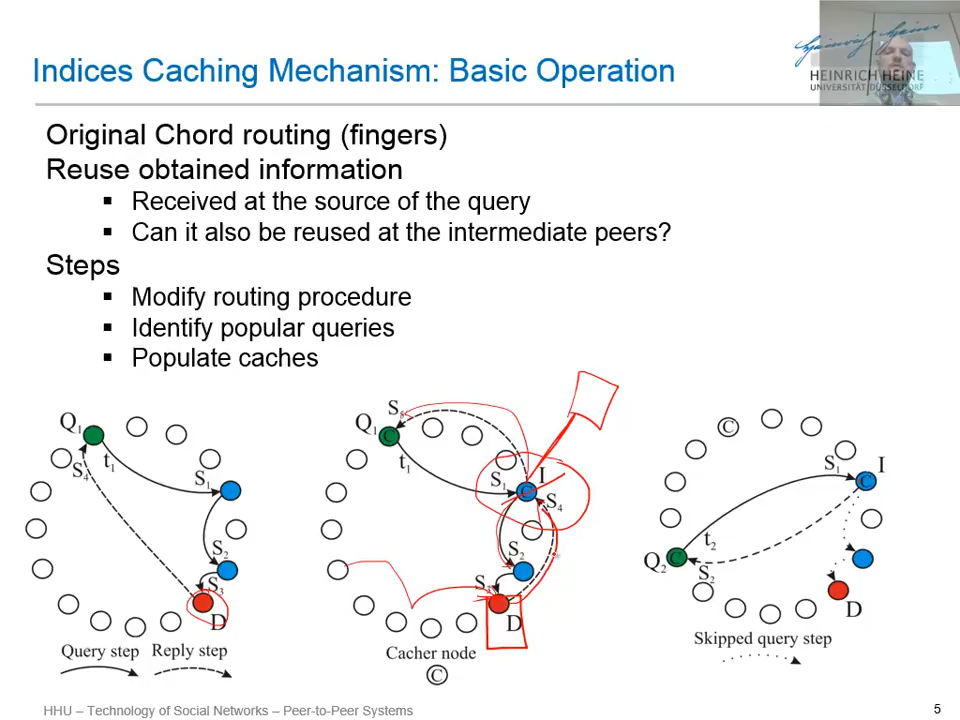 Heinrich Heine
HEINRICH HEINE
UNIVERSITÄT DÜSSELDORF
Indices Caching Mechanism: Basic Operation
Original Chord routing (fingers)
Reuse obtained information
▪ Received at the source of the query
▪ Can it also be reused at the intermediate peers?
Steps
▪ Modify routing procedure
▪ Identify popular queries
▪ Populate caches
Q₁
t₁
S₄
S₁
S₂
S₃
D
Query step
Reply step
S₅
Q₁
C
t₁
S₁
I
C
S₄
S₂
D
Cacher node
C
C
S₁
I
C
Q₂
C
t₂
S₂
D
Skipped query step
HHU – Technology of Social Networks – Peer-to-Peer Systems
5